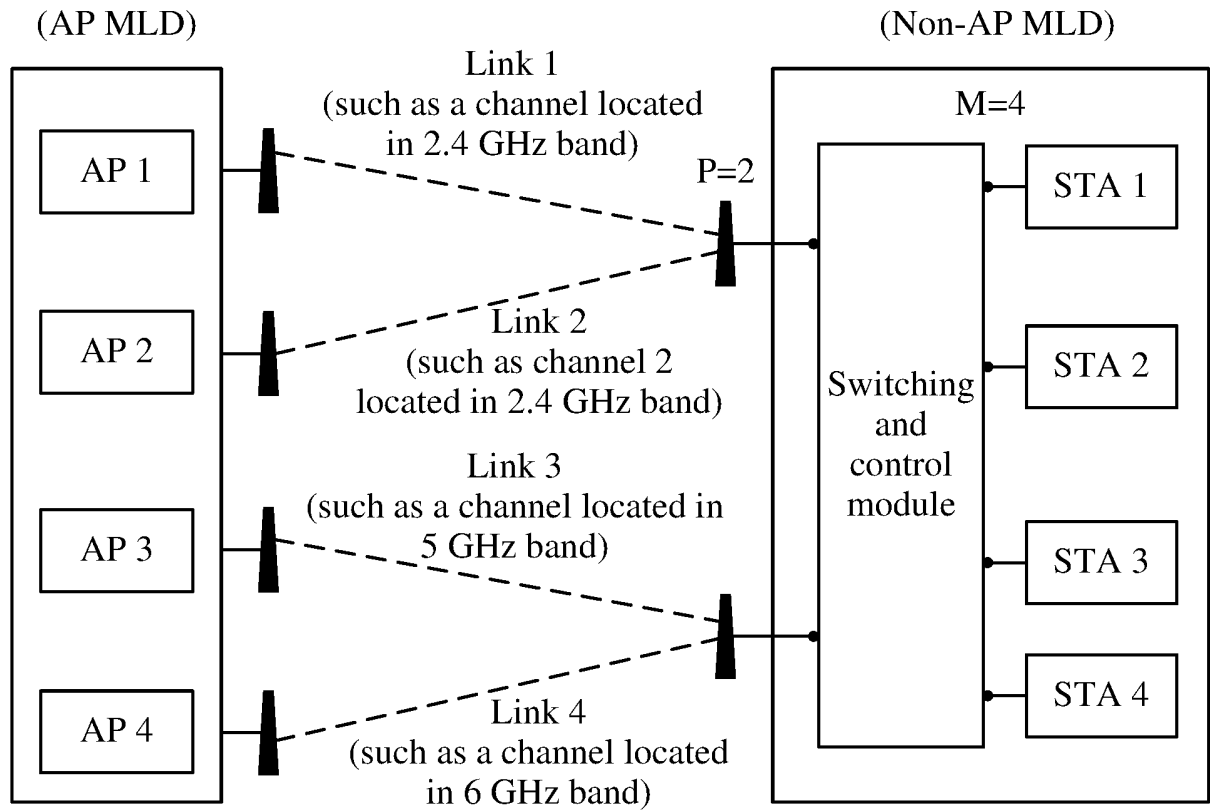 (AP MLD)
(Non-AP MLD)
Link 1
(such as a channel located
in 2.4 GHz band)
M=4
AP 1
P=2
STA 1
AP 2
Link 2
(such as channel 2
located in 2.4 GHz band)
STA 2
Switching
and
control
module
Link 3
(such as a channel located in
5 GHz band)
AP 3
STA 3
AP 4
Link 4
(such as a channel located
in 6 GHz band)
STA 4